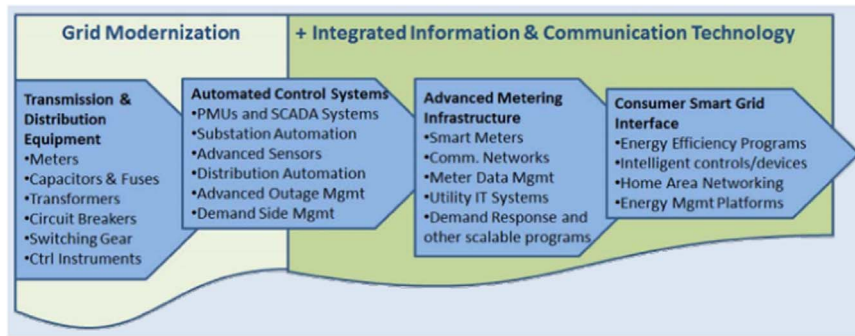 Grid Modernization
+ Integrated Information & Communication Technology
Transmission &
Distribution
Equipment
•Meters
•Capacitors & Fuses
•Transformers
•Circuit Breakers
•Switching Gear
•Ctrl Instruments
Automated Control Systems
•PMUs and SCADA Systems
•Substation Automation
•Advanced Sensors
•Distribution Automation
•Advanced Outage Mgmt
•Demand Side Mgmt
Advanced Metering
Infrastructure
•Smart Meters
•Comm. Networks
•Meter Data Mgmt
•Utility IT Systems
•Demand Response and
other scalable programs
Consumer Smart Grid
Interface
•Energy Efficiency Programs
•Intelligent controls/devices
•Home Area Networking
•Energy Mgmt Platforms